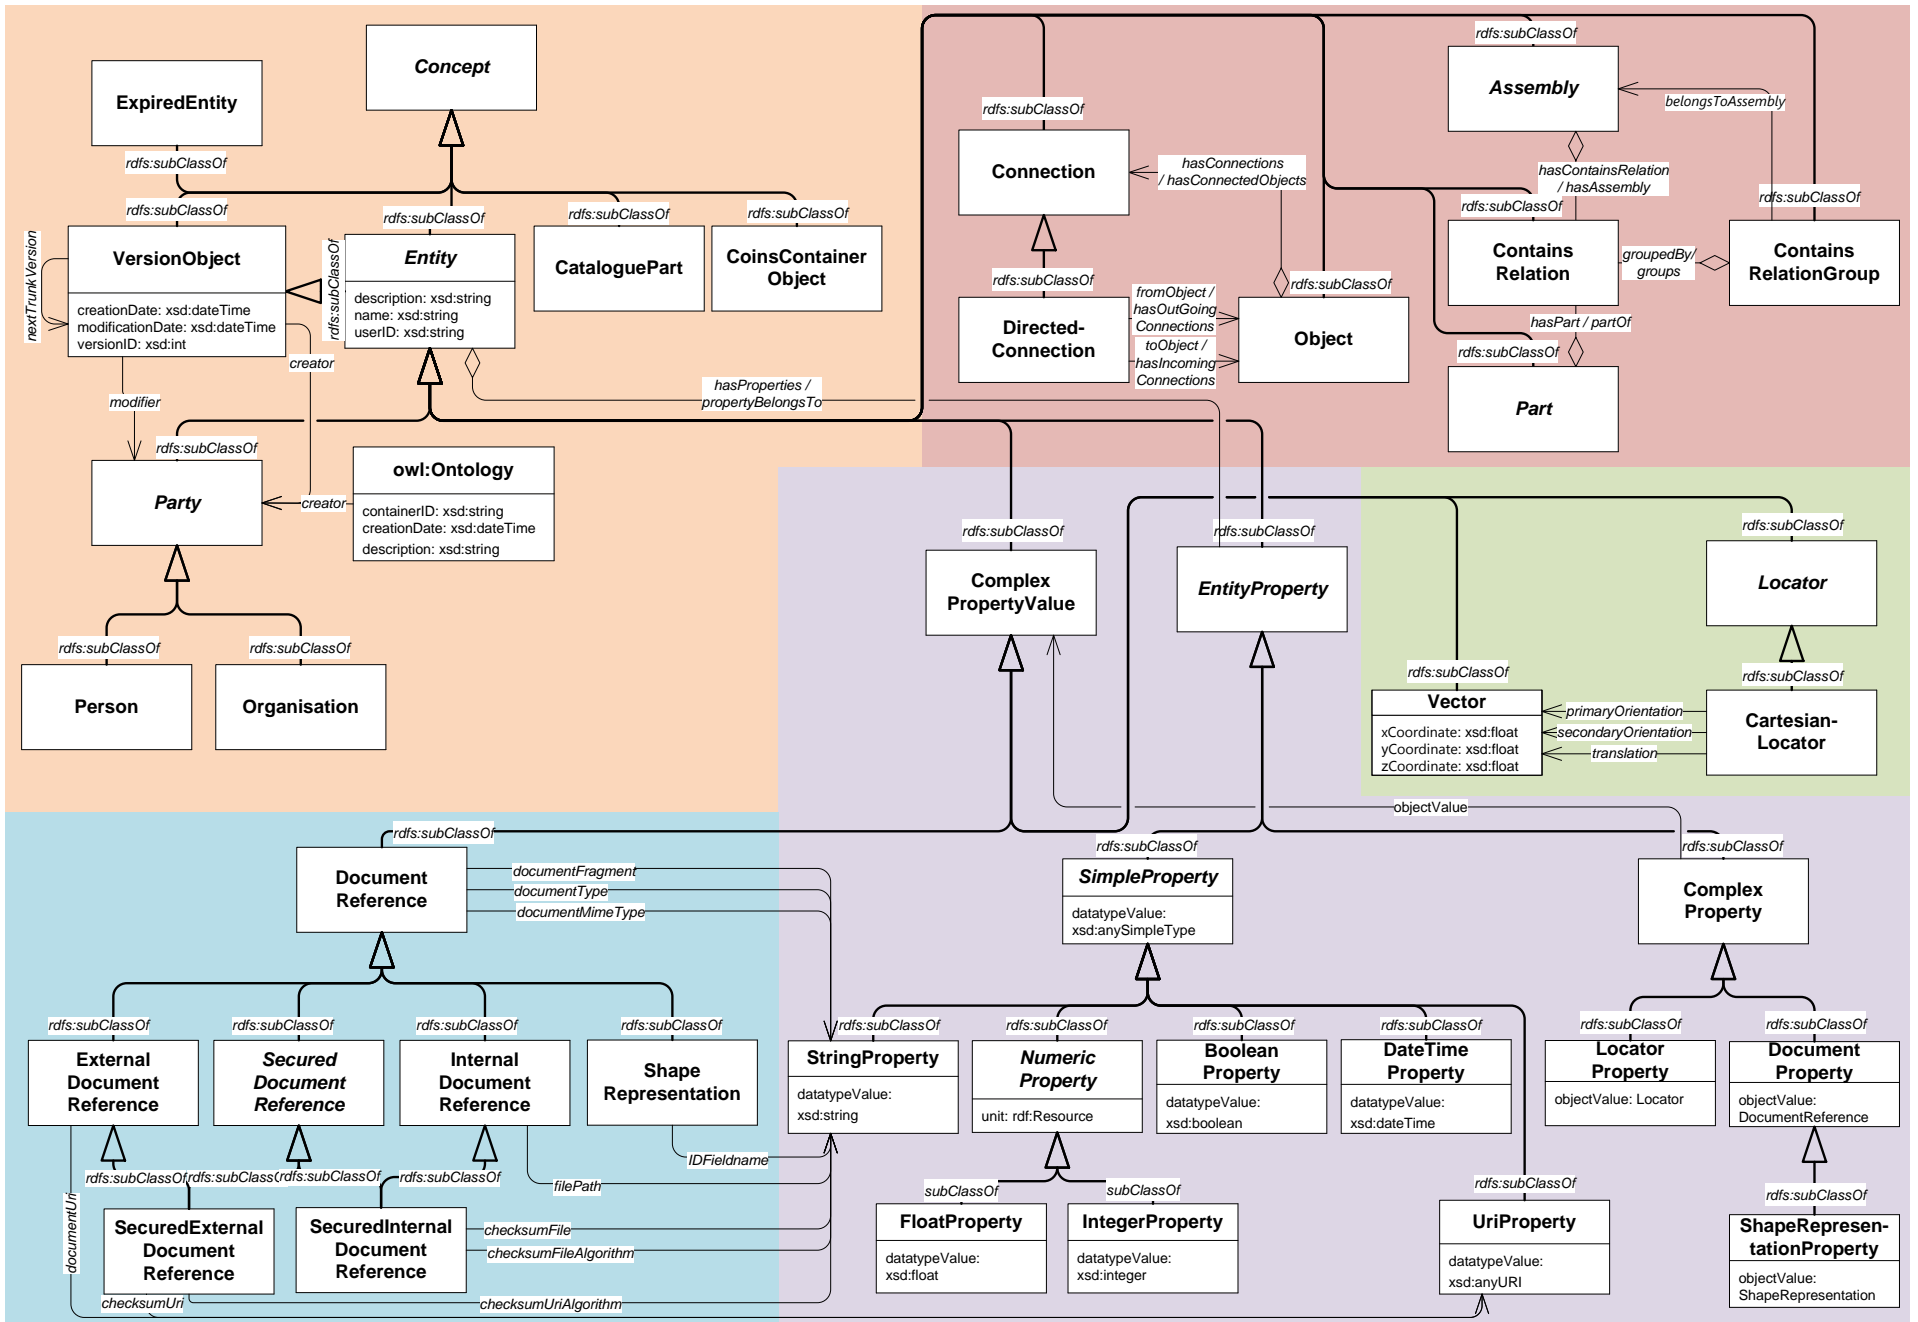 Concept
ExpiredEntity
rdfs:subClassOf
rdfs:subClassOf
rdfs:subClassOf
rdfs:subClassOf
rdfs:subClassOf
VersionObject
creationDate: xsd:dateTime
modificationDate: xsd:dateTime
versionID: xsd:int
nextTrunkVersion
rdfs:subClassOf
Entity
description: xsd:string
name: xsd:string
userID: xsd:string
CataloguePart
CoinsContainer
Object
creator
modifier
hasProperties /
propertyBelongsTo
rdfs:subClassOf
Party
creator
owl:Ontology
containerID: xsd:string
creationDate: xsd:dateTime
description: xsd:string
rdfs:subClassOf
rdfs:subClassOf
Person
Organisation
rdfs:subClassOf
Assembly
belongsToAssembly
rdfs:subClassOf
Connection
hasConnections
/ hasConnectedObjects
hasContainsRelation
/ hasAssembly
rdfs:subClassOf
rdfs:subClassOf
Contains
Relation
groupedBy/
groups
Contains
RelationGroup
rdfs:subClassOf
rdfs:subClassOf
Directed-
Connection
fromObject /
hasOutGoing
Connections
toObject /
hasIncoming
Connections
Object
hasPart / partOf
rdfs:subClassOf
Part
rdfs:subClassOf
rdfs:subClassOf
rdfs:subClassOf
Complex
PropertyValue
EntityProperty
Locator
rdfs:subClassOf
rdfs:subClassOf
Vector
xCoordinate: xsd:float
yCoordinate: xsd:float
zCoordinate: xsd:float
primaryOrientation
secondaryOrientation
translation
Cartesian-
Locator
objectValue
rdfs:subClassOf
Document
Reference
documentFragment
documentType
documentMimeType
rdfs:subClassOf
SimpleProperty
datatypeValue:
xsd:anySimpleType
rdfs:subClassOf
Complex
Property
rdfs:subClassOf
rdfs:subClassOf
rdfs:subClassOf
rdfs:subClassOf
External
Document
Reference
Secured
Document
Reference
Internal
Document
Reference
Shape
Representation
rdfs:subClassOf
rdfs:subClassOf
rdfs:subClassOf
rdfs:subClassOf
StringProperty
datatypeValue:
xsd:string
Numeric
Property
unit: rdf:Resource
Boolean
Property
datatypeValue:
xsd:boolean
DateTime
Property
datatypeValue:
xsd:dateTime
rdfs:subClassOf
rdfs:subClassOf
Locator
Property
objectValue: Locator
Document
Property
objectValue:
DocumentReference
IDFieldname
filePath
rdfs:subClassOf
rdfs:subClassOf
rdfs:subClassOf
rdfs:subClassOf
documentUri
SecuredExternal
Document
Reference
SecuredInternal
Document
Reference
checksumFile
checksumFileAlgorithm
checksumUri
checksumUriAlgorithm
subClassOf
subClassOf
FloatProperty
datatypeValue:
xsd:float
IntegerProperty
datatypeValue:
xsd:integer
rdfs:subClassOf
UriProperty
datatypeValue:
xsd:anyURI
rdfs:subClassOf
ShapeRepresen-
tationProperty
objectValue:
ShapeRepresentation